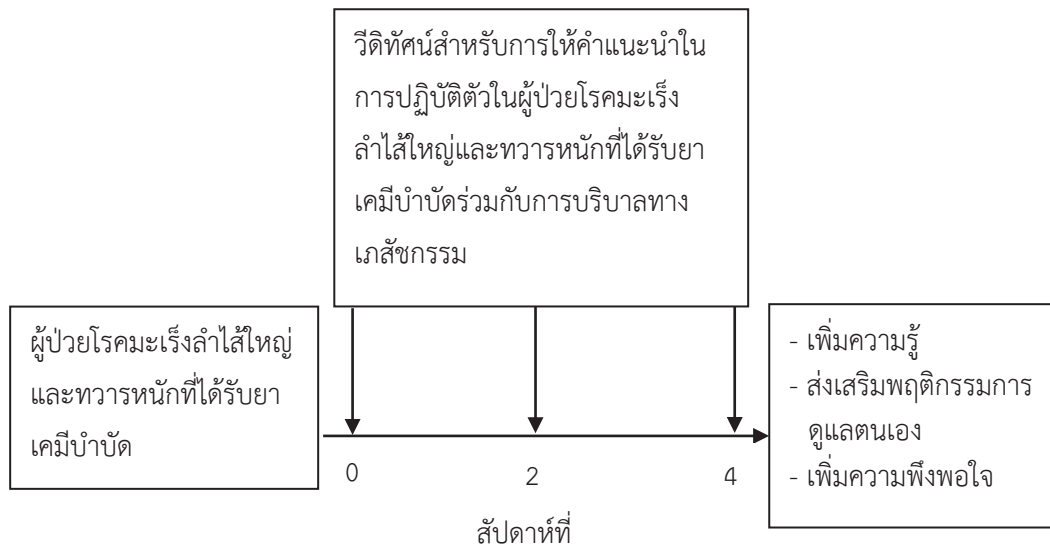 วีดิทัศน์สำหรับการให้คำแนะนำใน
การปฏิบัติตัวในผู้ป่วยโรคมะเร็ง
ลำไส้ใหญ่และทวารหนักที่ได้รับยา
เคมีบำบัดร่วมกับการบริบาลทาง
เภสัชกรรม
ผู้ป่วยโรคมะเร็งลำไส้ใหญ่
และทวารหนักที่ได้รับยา
เคมีบำบัด
0 2 4
สัปดาห์ที่
- เพิ่มความรู้
- ส่งเสริมพฤติกรรมการ
ดูแลตนเอง
- เพิ่มความพึงพอใจ